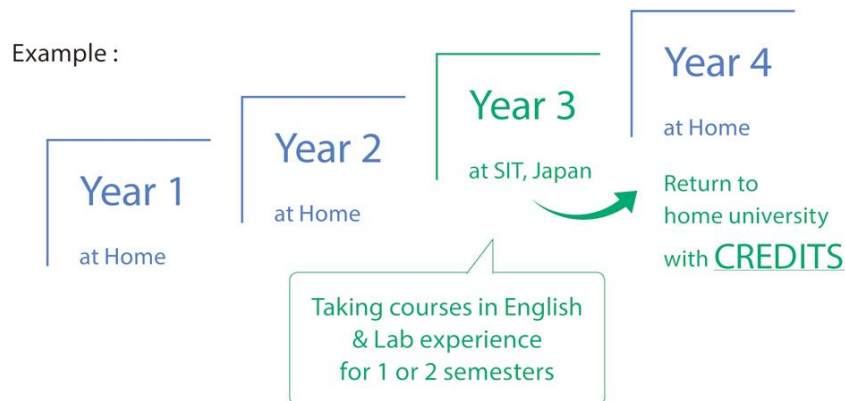 Example :
Year 1
at Home
Year 2
at Home
Year 3
at SIT, Japan
Year 4
at Home
Return to
home university
with CREDITS
Taking courses in English
& Lab experience
for 1 or 2 semesters